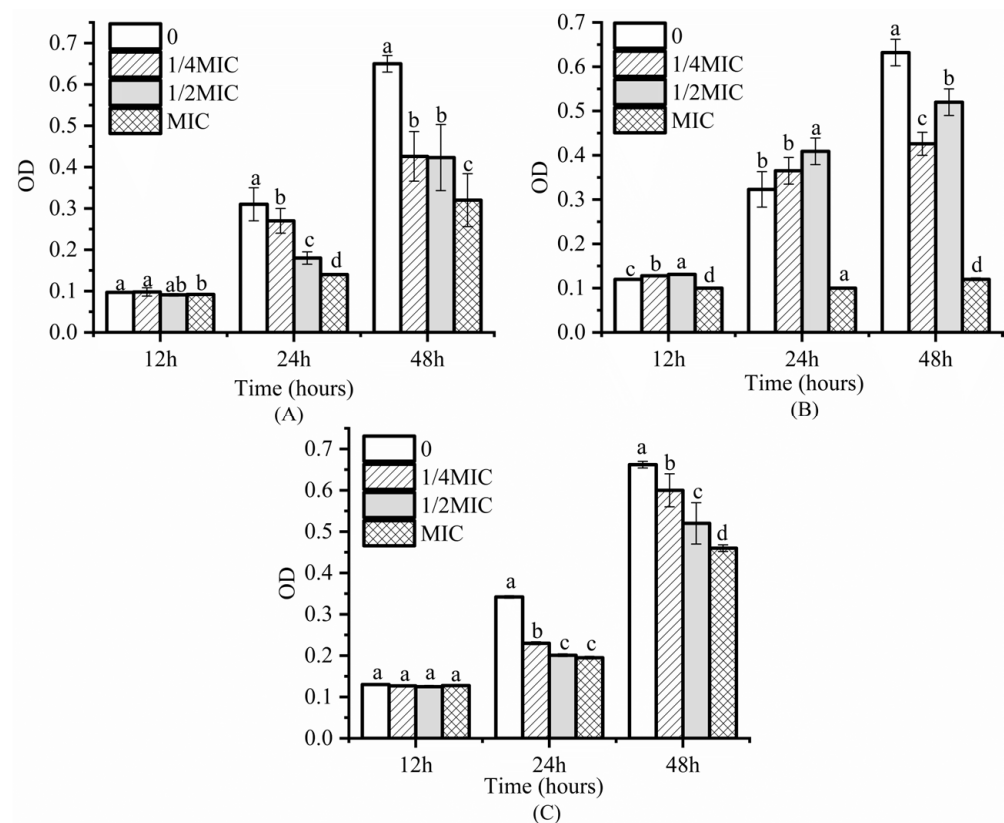 0
1/4MIC
1/2MIC
MIC
0.7
0.6
0.5
0.4
0.3
0.2
0.1
0.0
OD
a
a
ab
b
a
b
c
d
a
b
b
c
12h
24h
48h
Time (hours)
(A)
0
1/4MIC
1/2MIC
MIC
0.7
0.6
0.5
0.4
0.3
0.2
0.1
0.0
OD
c
b
a
d
b
b
a
a
a
c
b
d
12h
24h
48h
Time (hours)
(B)
0
1/4MIC
1/2MIC
MIC
0.7
0.6
0.5
0.4
0.3
0.2
0.1
0.0
OD
a
a
a
a
a
b
c
c
a
b
c
d
12h
24h
48h
Time (hours)
(C)